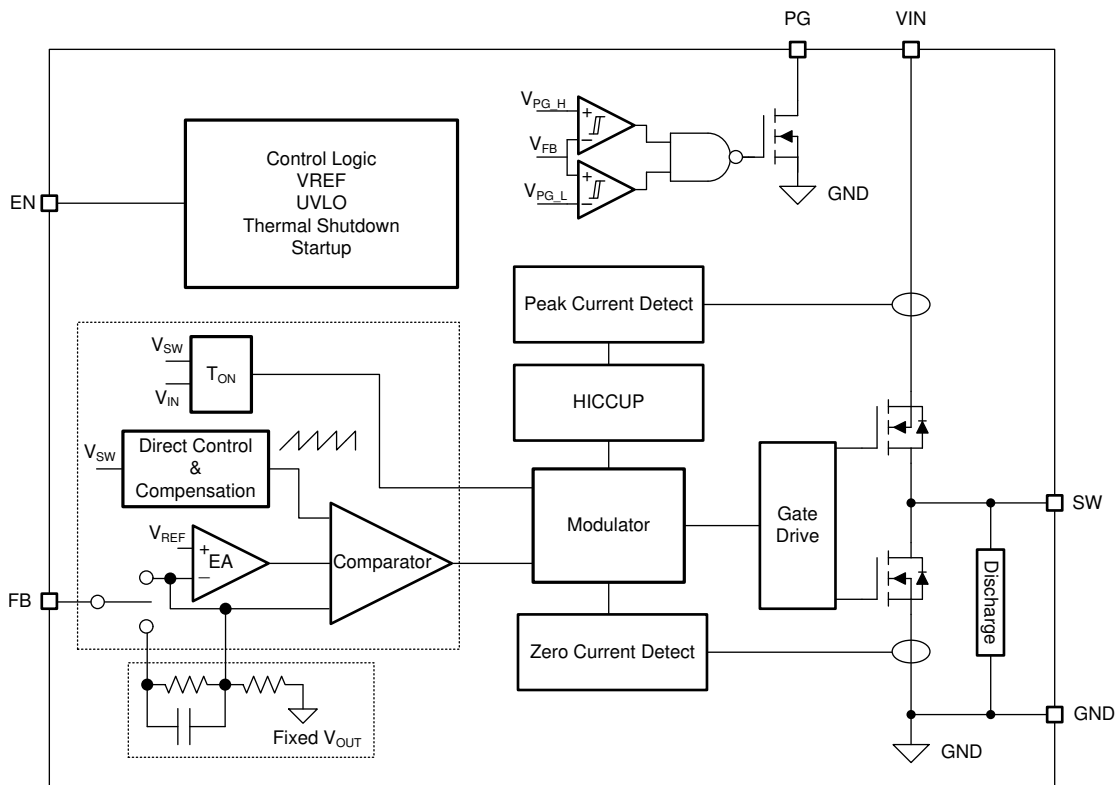 PG
VIN
V_PG_H
+
−
V_FB
+
V_PG_L
−
GND
Control Logic
VREF
UVLO
Thermal Shutdown
Startup
EN
Peak Current Detect
V_SW
T_ON
V_IN
HICCUP
V_SW
Direct Control
&
Compensation
Modulator
Gate
Drive
SW
V_REF
+
EA
−
Comparator
Discharge
FB
Zero Current Detect
Fixed V_OUT
GND
GND